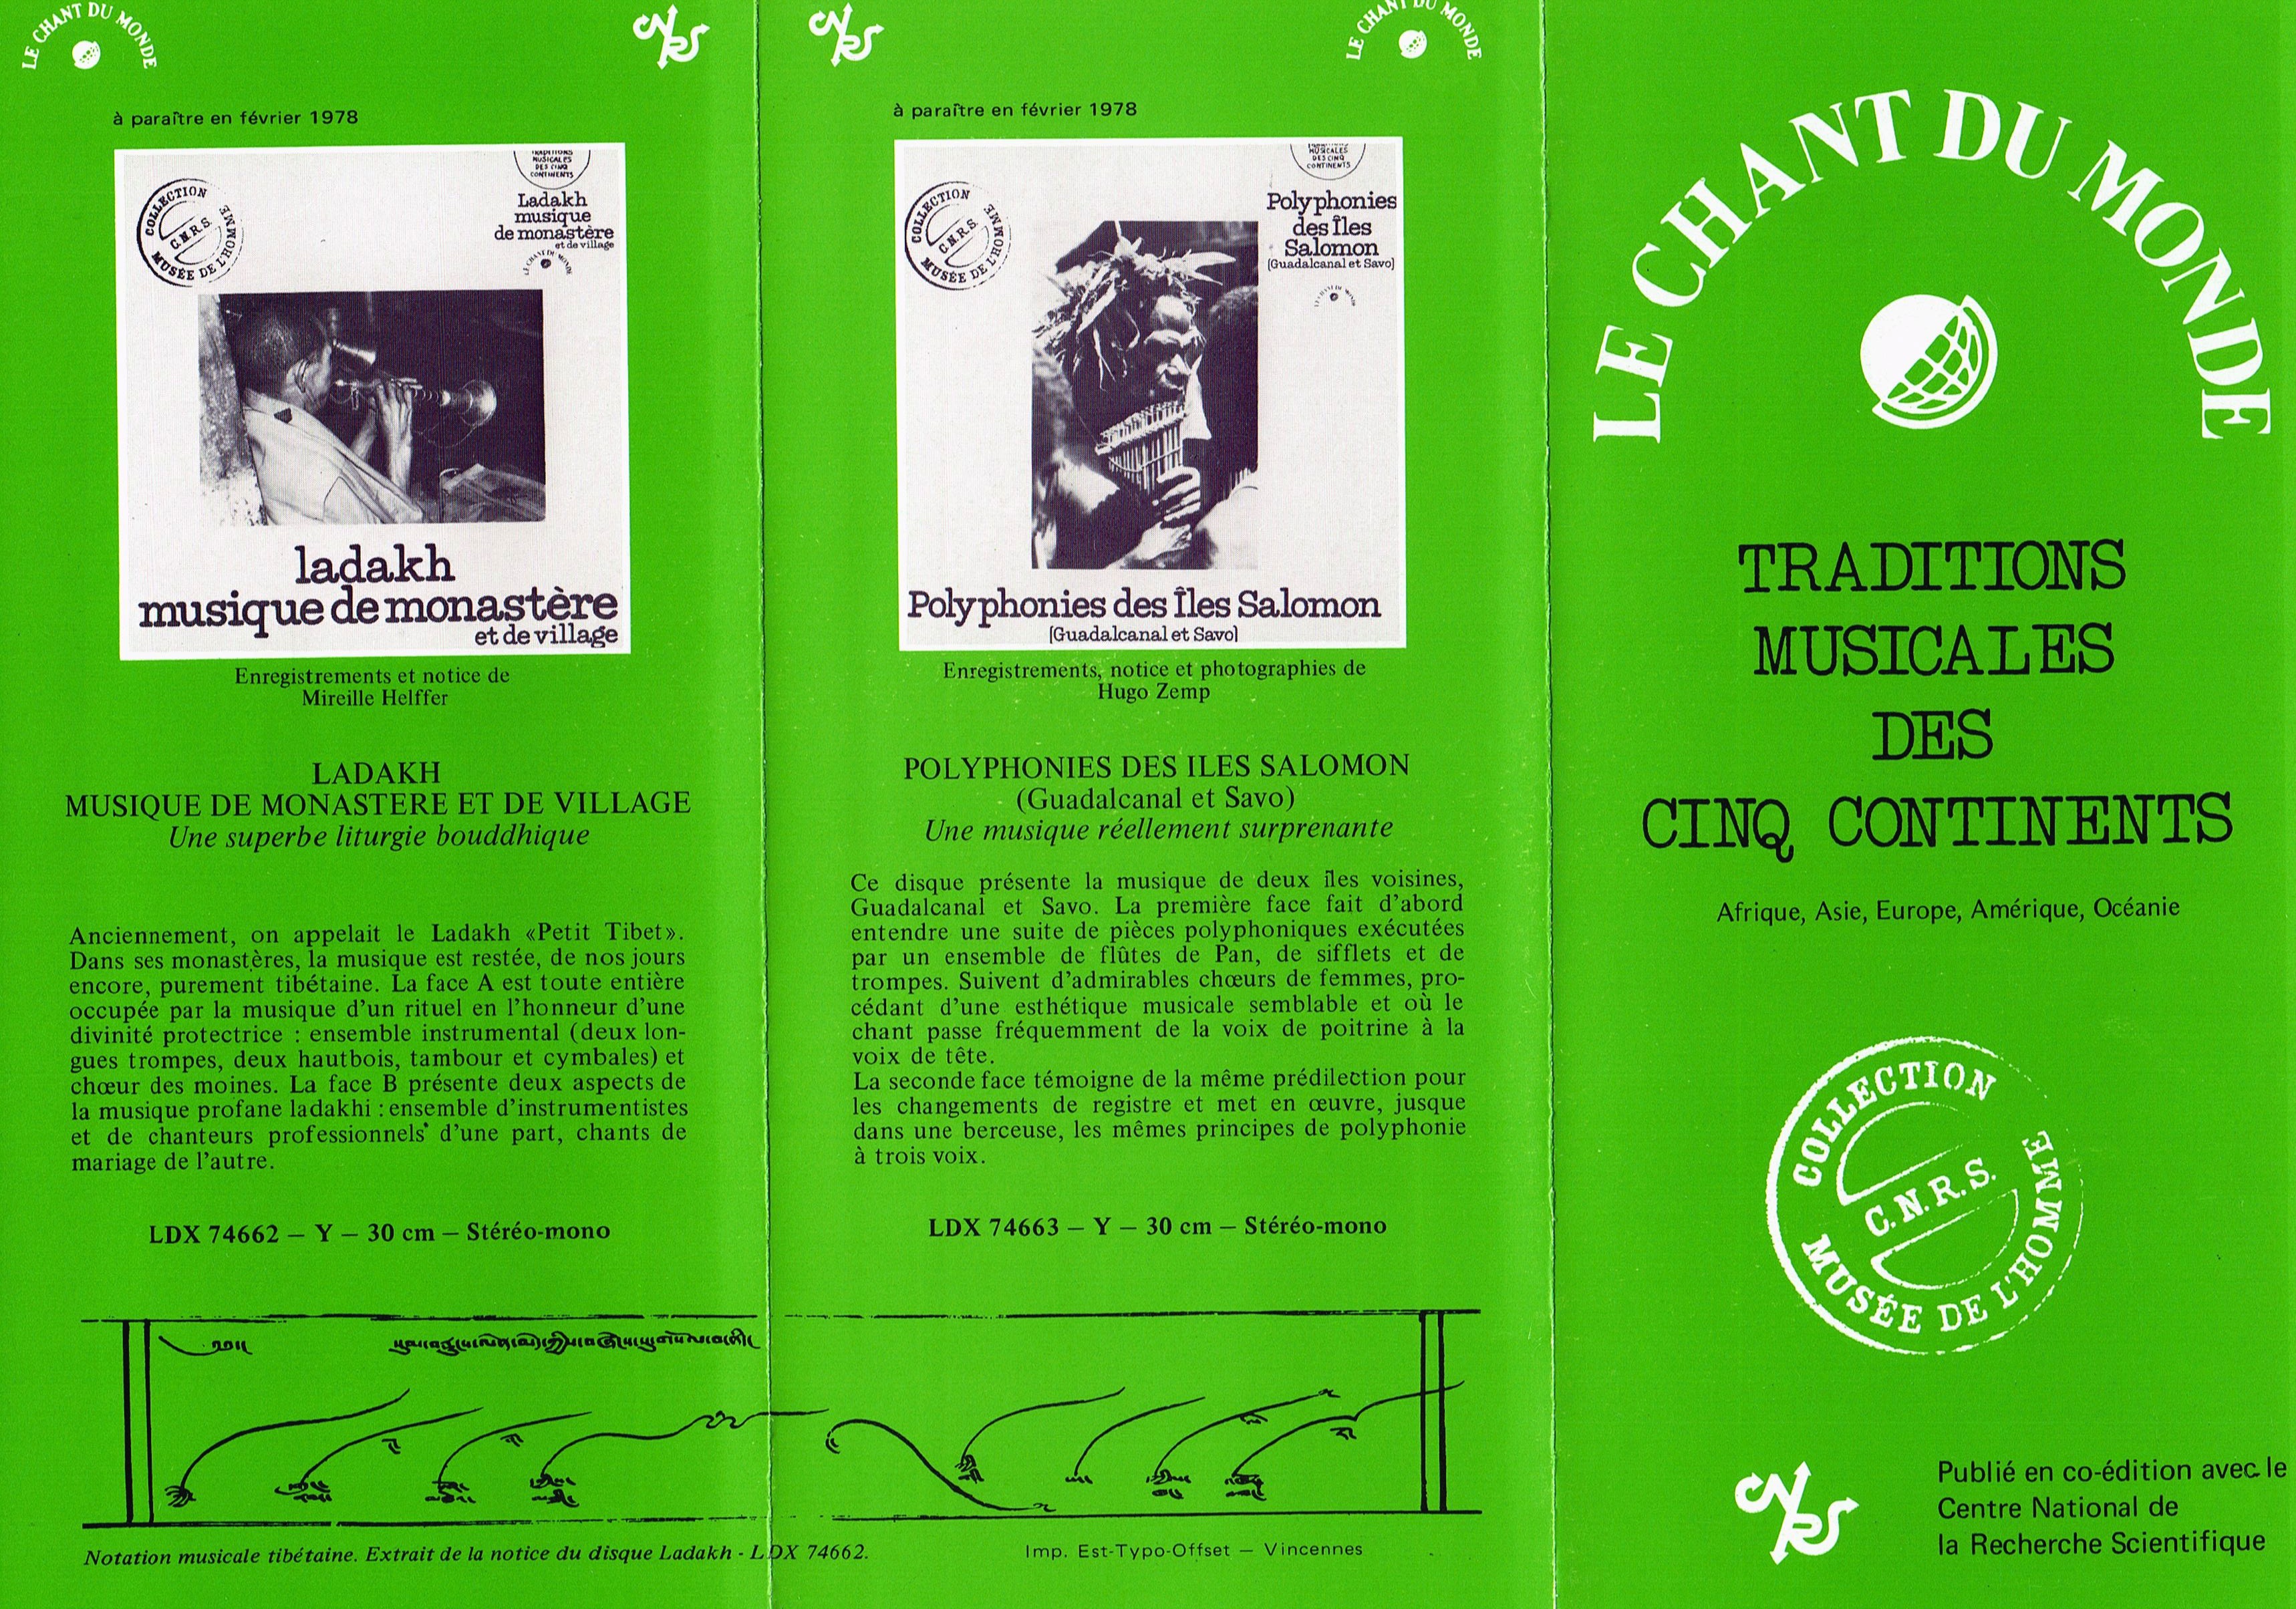 LE CHANT DU MONDE
CNRS
à paraître en février 1978
TRADITIONS
MUSICALES
DES CINQ
CONTINENTS
COLLECTION
C.N.R.S.
MUSÉE DE L'HOMME
Ladakh
musique
de monastère
et de village
LE CHANT DU MONDE
ladakh
musique de monastère
et de village
Enregistrements et notice de
Mireille Helffer
LADAKH
MUSIQUE DE MONASTERE ET DE VILLAGE
Une superbe liturgie bouddhique
Anciennement, on appelait le Ladakh «Petit Tibet».
Dans ses monastères, la musique est restée, de nos jours
encore, purement tibétaine. La face A est toute entière
occupée par la musique d'un rituel en l'honneur d'une
divinité protectrice : ensemble instrumental (deux lon-
gues trompes, deux hautbois, tambour et cymbales) et
chœur des moines. La face B présente deux aspects de
la musique profane ladakhi : ensemble d'instrumentistes
et de chanteurs professionnels d'une part, chants de
mariage de l'autre.
LDX 74662 – Y – 30 cm – Stéréo-mono
Notation musicale tibétaine. Extrait de la notice du disque Ladakh - LDX 74662.
CNRS
LE CHANT DU MONDE
à paraître en février 1978
MUSICALES
DES CINQ
CONTINENTS
COLLECTION
C.N.R.S.
MUSÉE DE L'HOMME
Polyphonies
des Îles
Salomon
(Guadalcanal et Savo)
LE CHANT DU MONDE
Polyphonies des Îles Salomon
(Guadalcanal et Savo)
Enregistrements, notice et photographies de
Hugo Zemp
POLYPHONIES DES ILES SALOMON
(Guadalcanal et Savo)
Une musique réellement surprenante
Ce disque présente la musique de deux îles voisines,
Guadalcanal et Savo. La première face fait d'abord
entendre une suite de pièces polyphoniques exécutées
par un ensemble de flûtes de Pan, de sifflets et de
trompes. Suivent d'admirables chœurs de femmes, pro-
cédant d'une esthétique musicale semblable et où le
chant passe fréquemment de la voix de poitrine à la
voix de tête.
La seconde face témoigne de la même prédilection pour
les changements de registre et met en œuvre, jusque
dans une berceuse, les mêmes principes de polyphonie
à trois voix.
LDX 74663 – Y – 30 cm – Stéréo-mono
Imp. Est-Typo-Offset – Vincennes
LE CHANT DU MONDE
TRADITIONS
MUSICALES
DES
CINQ CONTINENTS
Afrique, Asie, Europe, Amérique, Océanie
COLLECTION
C.N.R.S.
MUSÉE DE L'HOMME
CNRS
Publié en co-édition avec le
Centre National de
la Recherche Scientifique